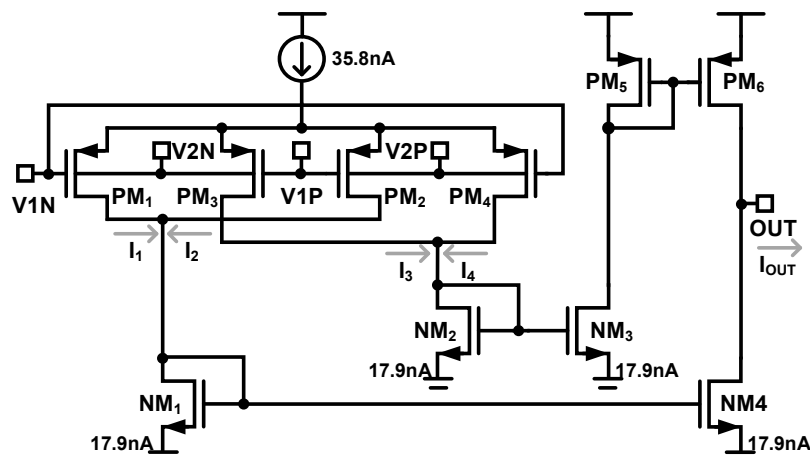 35.8nA
PM₅
PM₆
V2N
V2P
V1N
PM₁
PM₃
V1P
PM₂
PM₄
OUT
I₁
I₂
I₃
I₄
I_OUT
NM₂
NM₃
17.9nA
17.9nA
NM₁
NM4
17.9nA
17.9nA